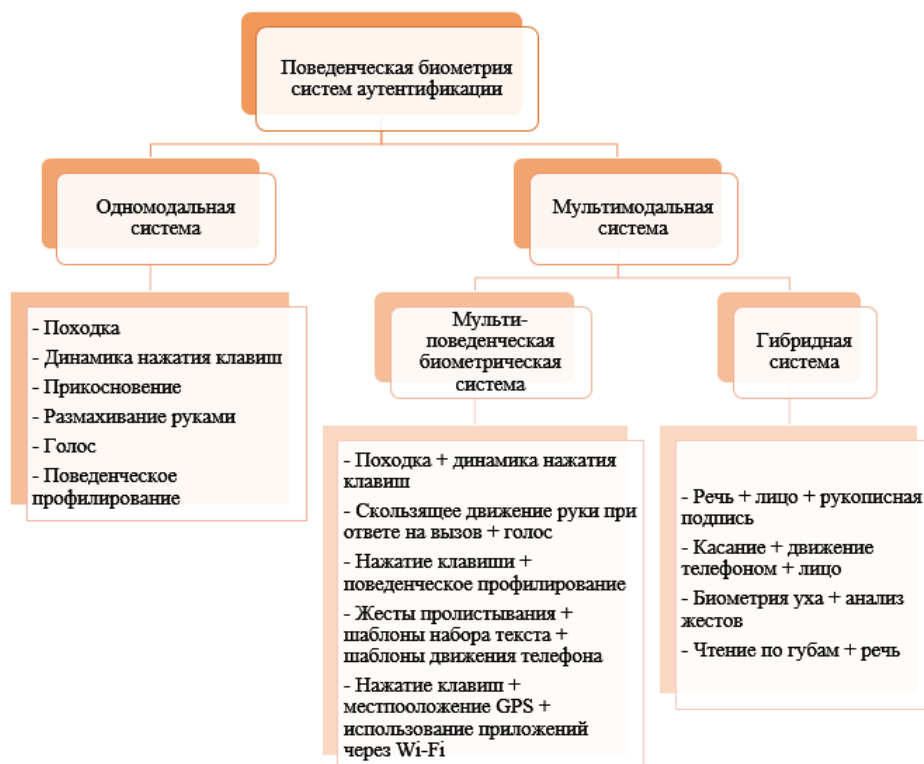 Поведенческая биометрия
систем аутентификации
Одномодальная
система
Мультимодальная
система
- Походка
- Динамика нажатия клавиш
- Прикосновение
- Размахивание руками
- Голос
- Поведенческое
профилирование
Мульти-
поведенческая
биометрическая
система
Гибридная
система
- Походка + динамика нажатия
клавиш
- Скользящее движение руки при
ответе на вызов + голос
- Нажатие клавиши +
поведенческое профилирование
- Жесты пролистывания +
шаблоны набора текста +
шаблоны движения телефона
- Нажатие клавиш +
местпооложение GPS +
использование приложений
через Wi-Fi
- Речь + лицо + рукописная
подпись
- Касание + движение
телефоном + лицо
- Биометрия уха + анализ
жестов
- Чтение по губам + речь